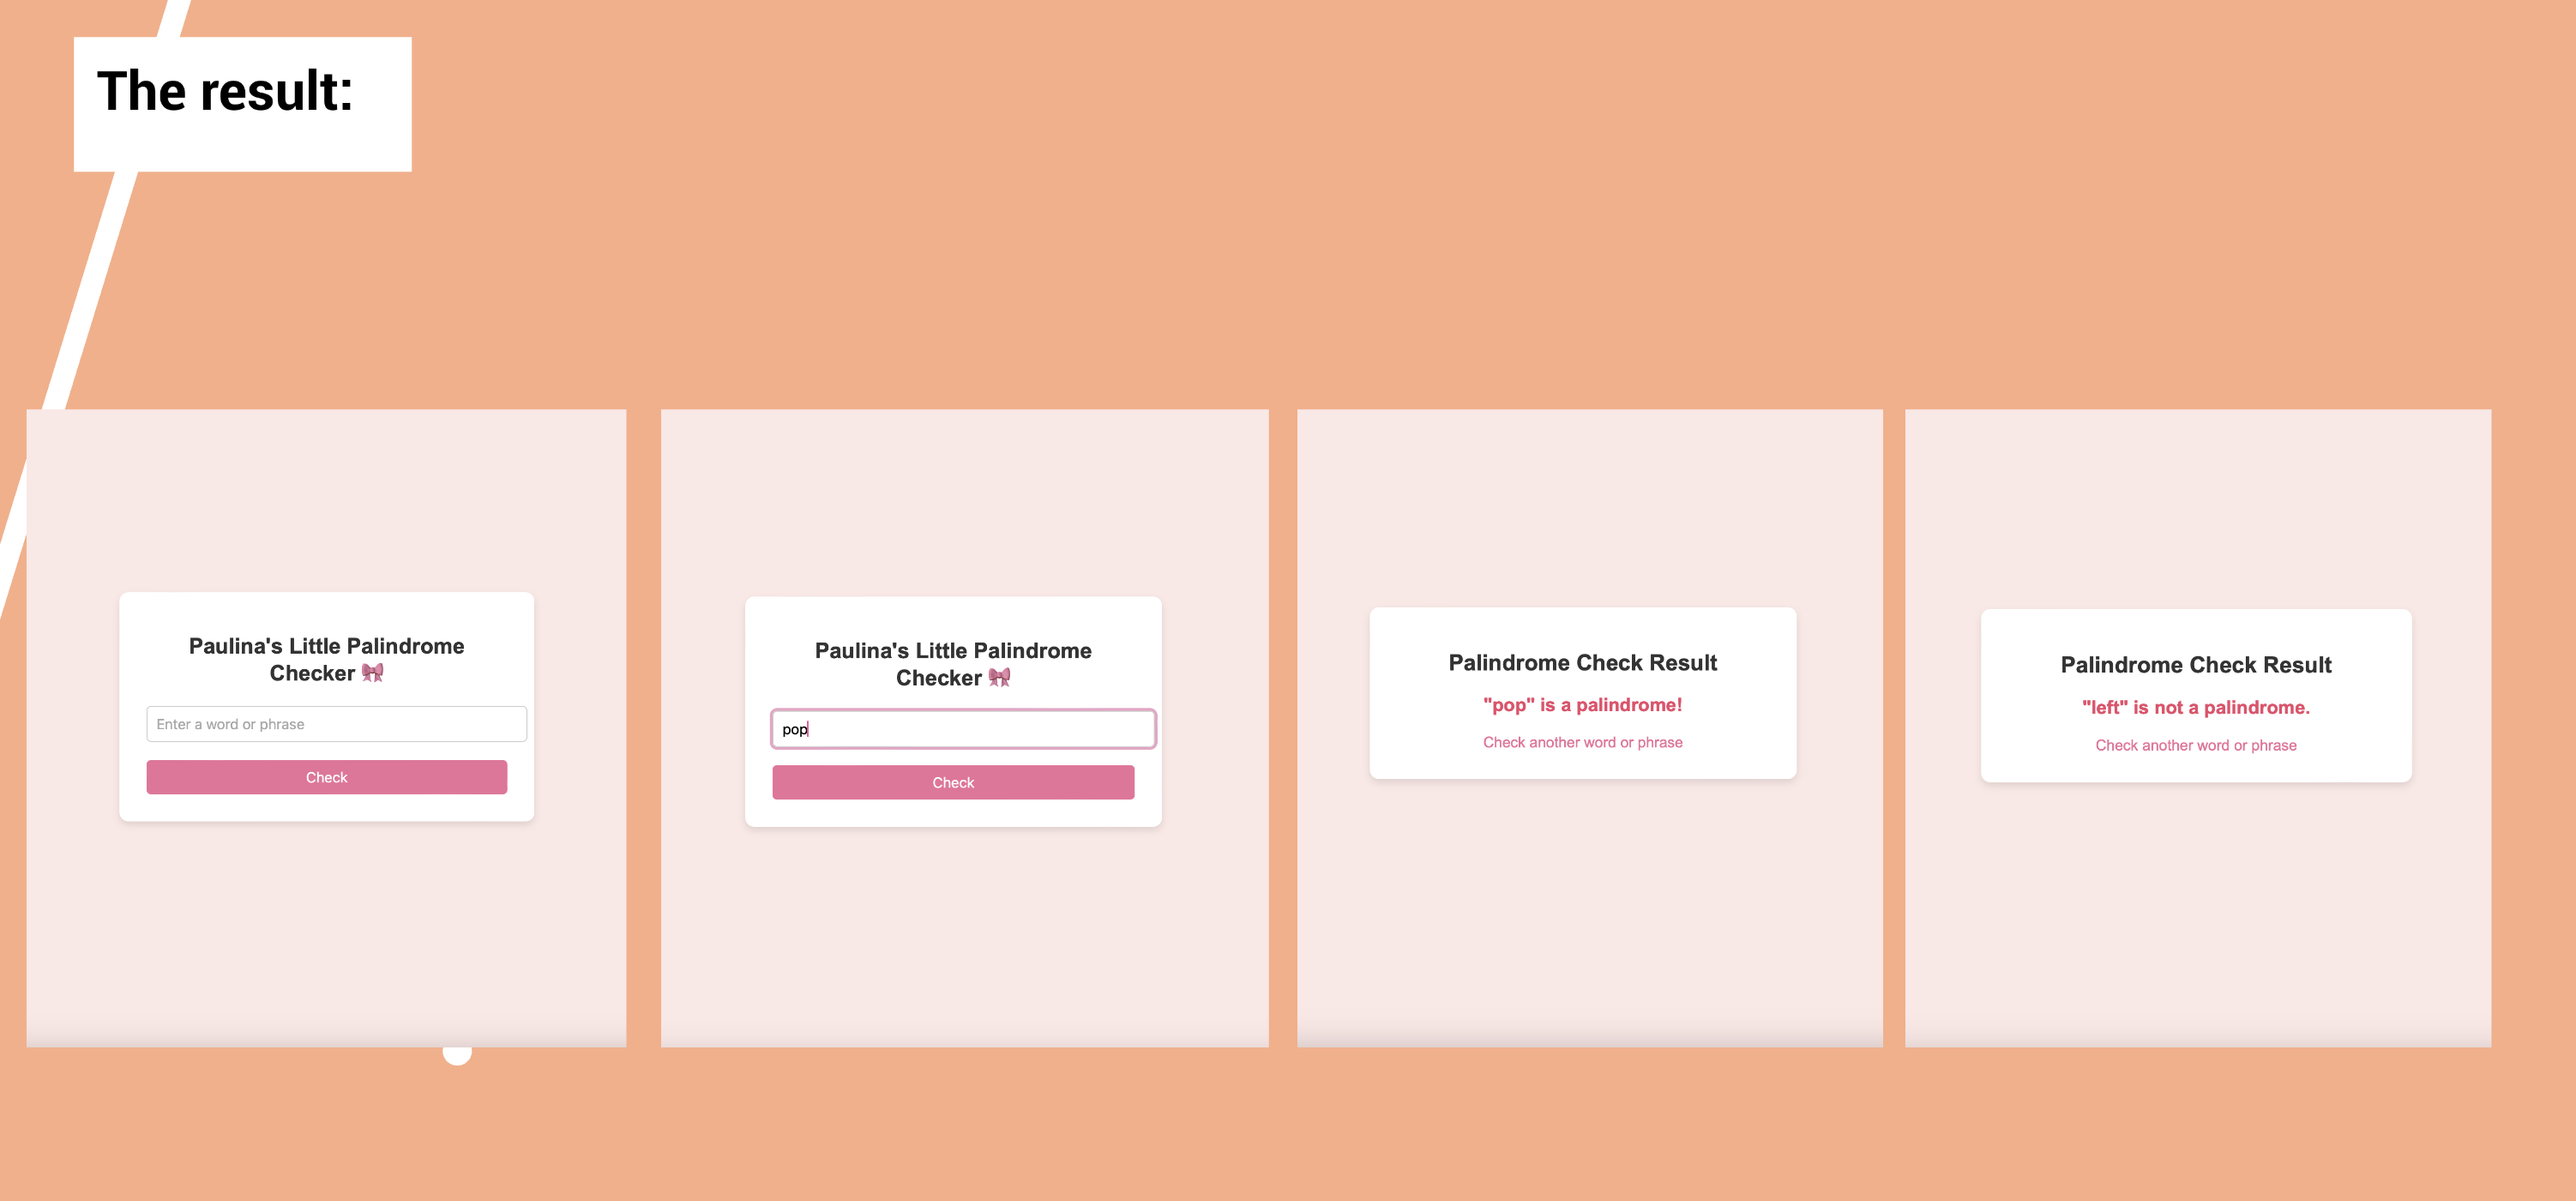 The result:
Paulina's Little Palindrome
Checker 🎀
Enter a word or phrase
Check
Paulina's Little Palindrome
Checker 🎀
pop
Check
Palindrome Check Result
"pop" is a palindrome!
Check another word or phrase
Palindrome Check Result
"left" is not a palindrome.
Check another word or phrase